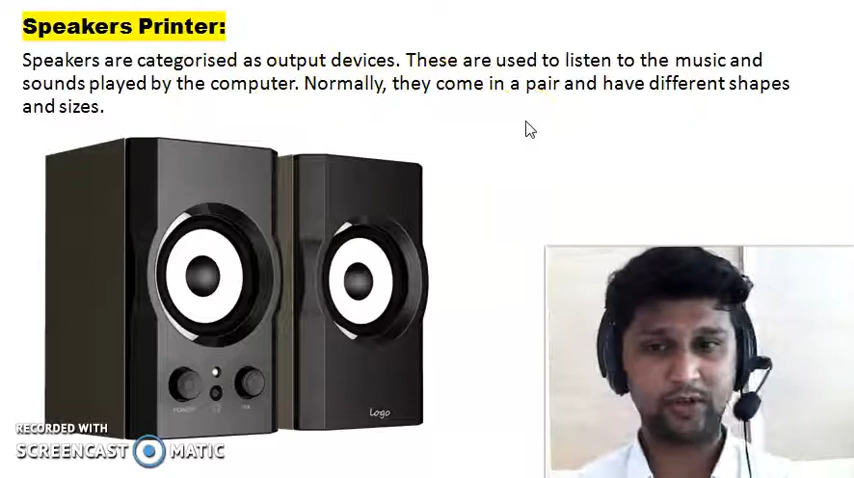 Speakers Printer:
Speakers are categorised as output devices. These are used to listen to the music and
sounds played by the computer. Normally, they come in a pair and have different shapes
and sizes.
Logo
RECORDED WITH
SCREENCAST MATIC